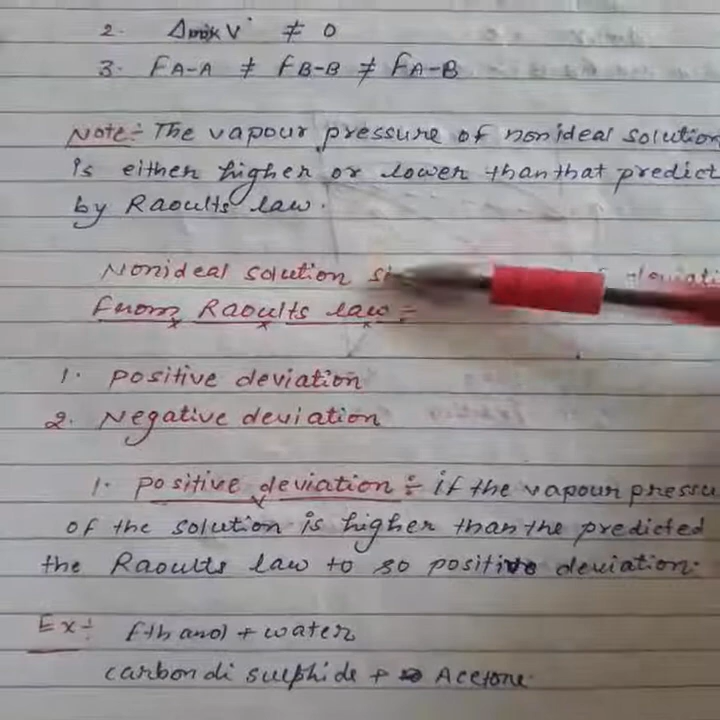 2. ΔmixV ≠ 0
3. FA-A ≠ FB-B ≠ FA-B
Note:- The vapour pressure of nonideal solution
is either higher or lower than that predict
by Raoults law.
Nonideal solution
from Raoults law :-
1. positive deviation
2. Negative deviation
1. positive deviation :- if the vapour pressu
of the solution is higher than the predicted
the Raoults law to so positive deviation.
Ex:- Ethanol + water
carbondi sulphide + Acetone.